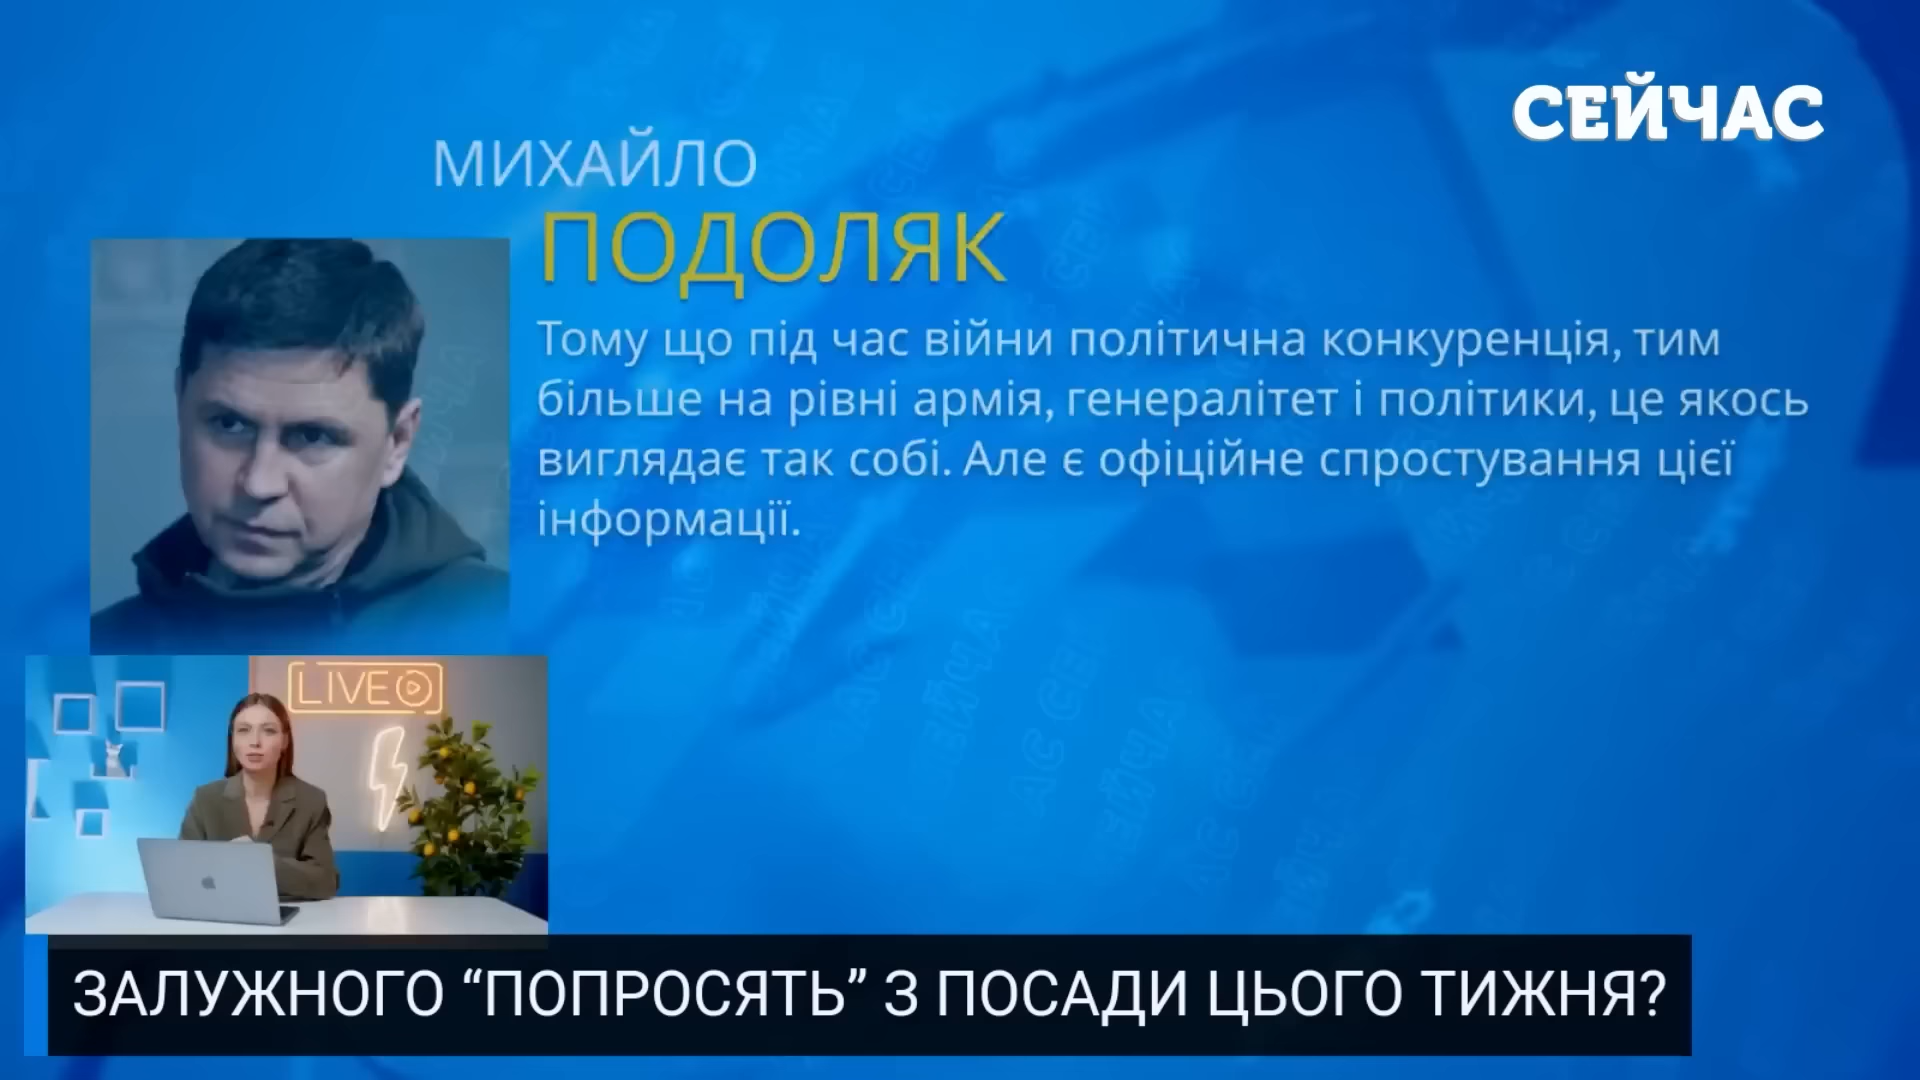 СЕЙЧАС
МИХАЙЛО
ПОДОЛЯК
Тому що під час війни політична конкуренція, тим
більше на рівні армія, генералітет і політики, це якось
виглядає так собі. Але є офіційне спростування цієї
інформації.
LIVE
ЗАЛУЖНОГО “ПОПРОСЯТЬ” З ПОСАДИ ЦЬОГО ТИЖНЯ?